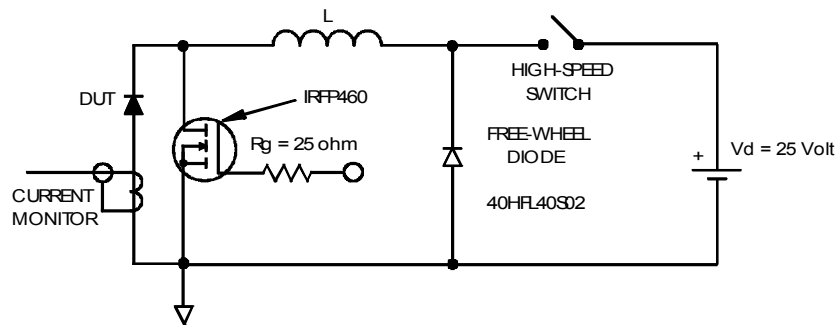 L
HIGH-SPEED
SWITCH
DUT
IRFP460
Rg = 25 ohm
FREE-WHEEL
DIODE
40HFL40S02
+
Vd = 25 Volt
CURRENT
MONITOR